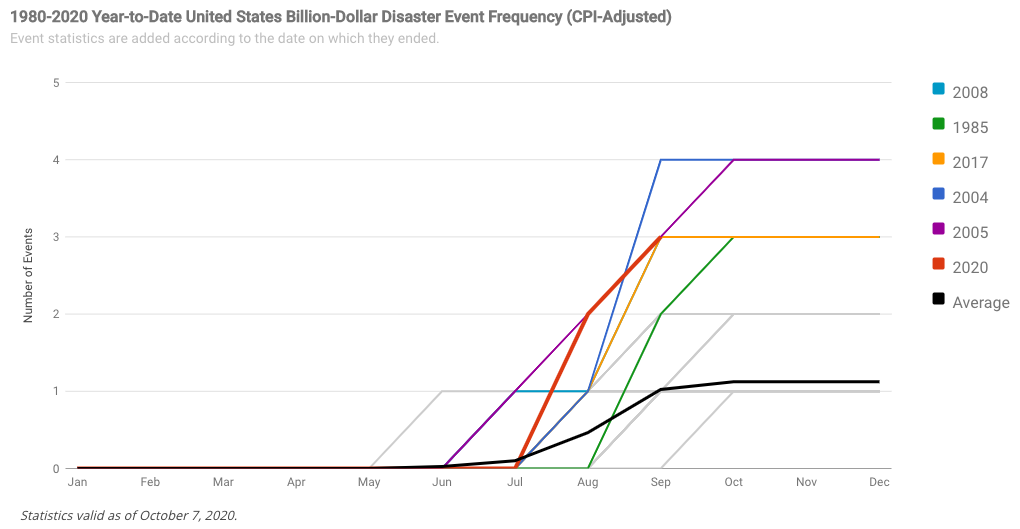 1980-2020 Year-to-Date United States Billion-Dollar Disaster Event Frequency (CPI-Adjusted)
Event statistics are added according to the date on which they ended.
5
4
3
2
1
0
Number of Events
Jan Feb Mar Apr May Jun Jul Aug Sep Oct Nov Dec
2008
1985
2017
2004
2005
2020
Average
Statistics valid as of October 7, 2020.